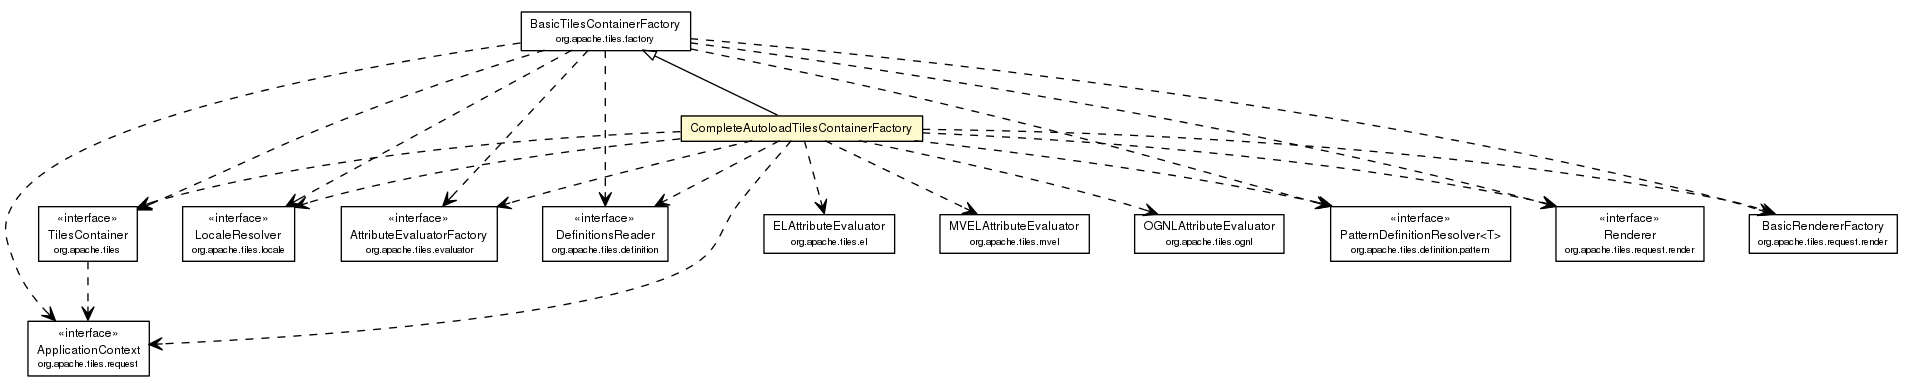 BasicTilesContainerFactory
org.apache.tiles.factory
CompleteAutoloadTilesContainerFactory
«interface»
TilesContainer
org.apache.tiles
«interface»
LocaleResolver
org.apache.tiles.locale
«interface»
AttributeEvaluatorFactory
org.apache.tiles.evaluator
«interface»
DefinitionsReader
org.apache.tiles.definition
ELAttributeEvaluator
org.apache.tiles.el
MVELAttributeEvaluator
org.apache.tiles.mvel
OGNLAttributeEvaluator
org.apache.tiles.ognl
«interface»
PatternDefinitionResolver<T>
org.apache.tiles.definition.pattern
«interface»
Renderer
org.apache.tiles.request.render
BasicRendererFactory
org.apache.tiles.request.render
«interface»
ApplicationContext
org.apache.tiles.request